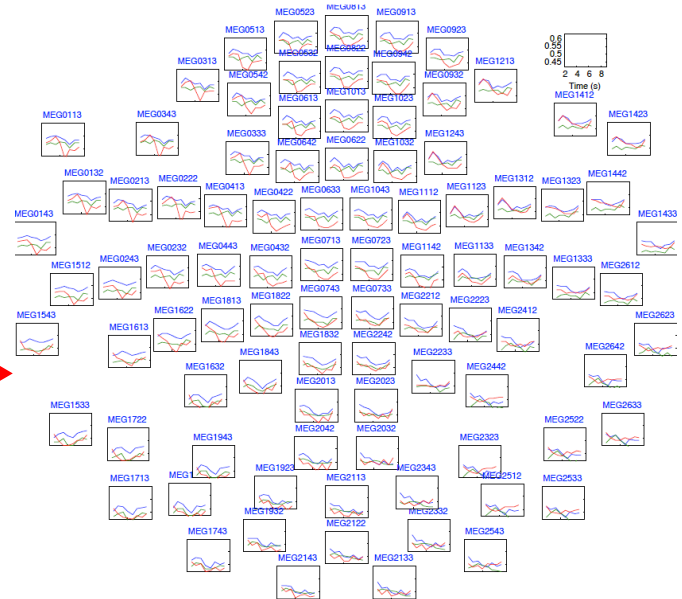 MEG0813
MEG0523 MEG0913
MEG0513 MEG0923
MEG0532 MEG0822 MEG0942
MEG0313 MEG0542 MEG0932 MEG1213
0.6
0.55
0.45
2 4 6 8
Time (s)
MEG0613 MEG1013 MEG1023 MEG1412
MEG1423
MEG0113 MEG0343
MEG0333 MEG0642 MEG0622 MEG1032 MEG1243
MEG0132 MEG0213 MEG0222 MEG0413 MEG0422 MEG0633 MEG1043 MEG1112 MEG1123 MEG1312 MEG1323 MEG1442
MEG0143 MEG1433
MEG0232 MEG0443 MEG0432 MEG0713 MEG0723 MEG1142 MEG1133 MEG1342
MEG1512 MEG0243 MEG1333 MEG2612
MEG1543 MEG1613 MEG1622 MEG1813 MEG1822 MEG0743 MEG0733 MEG2212 MEG2223 MEG2412 MEG2623
MEG1832 MEG2242
MEG1632 MEG1843 MEG2233 MEG2442 MEG2642
MEG2013 MEG2023
MEG1533 MEG1722 MEG2522 MEG2633
MEG1943 MEG2042 MEG2032 MEG2323
MEG1713 MEG1923 MEG2113 MEG2343 MEG2512 MEG2533
MEG1743 MEG1932 MEG2122 MEG2332 MEG2543
MEG2143 MEG2133